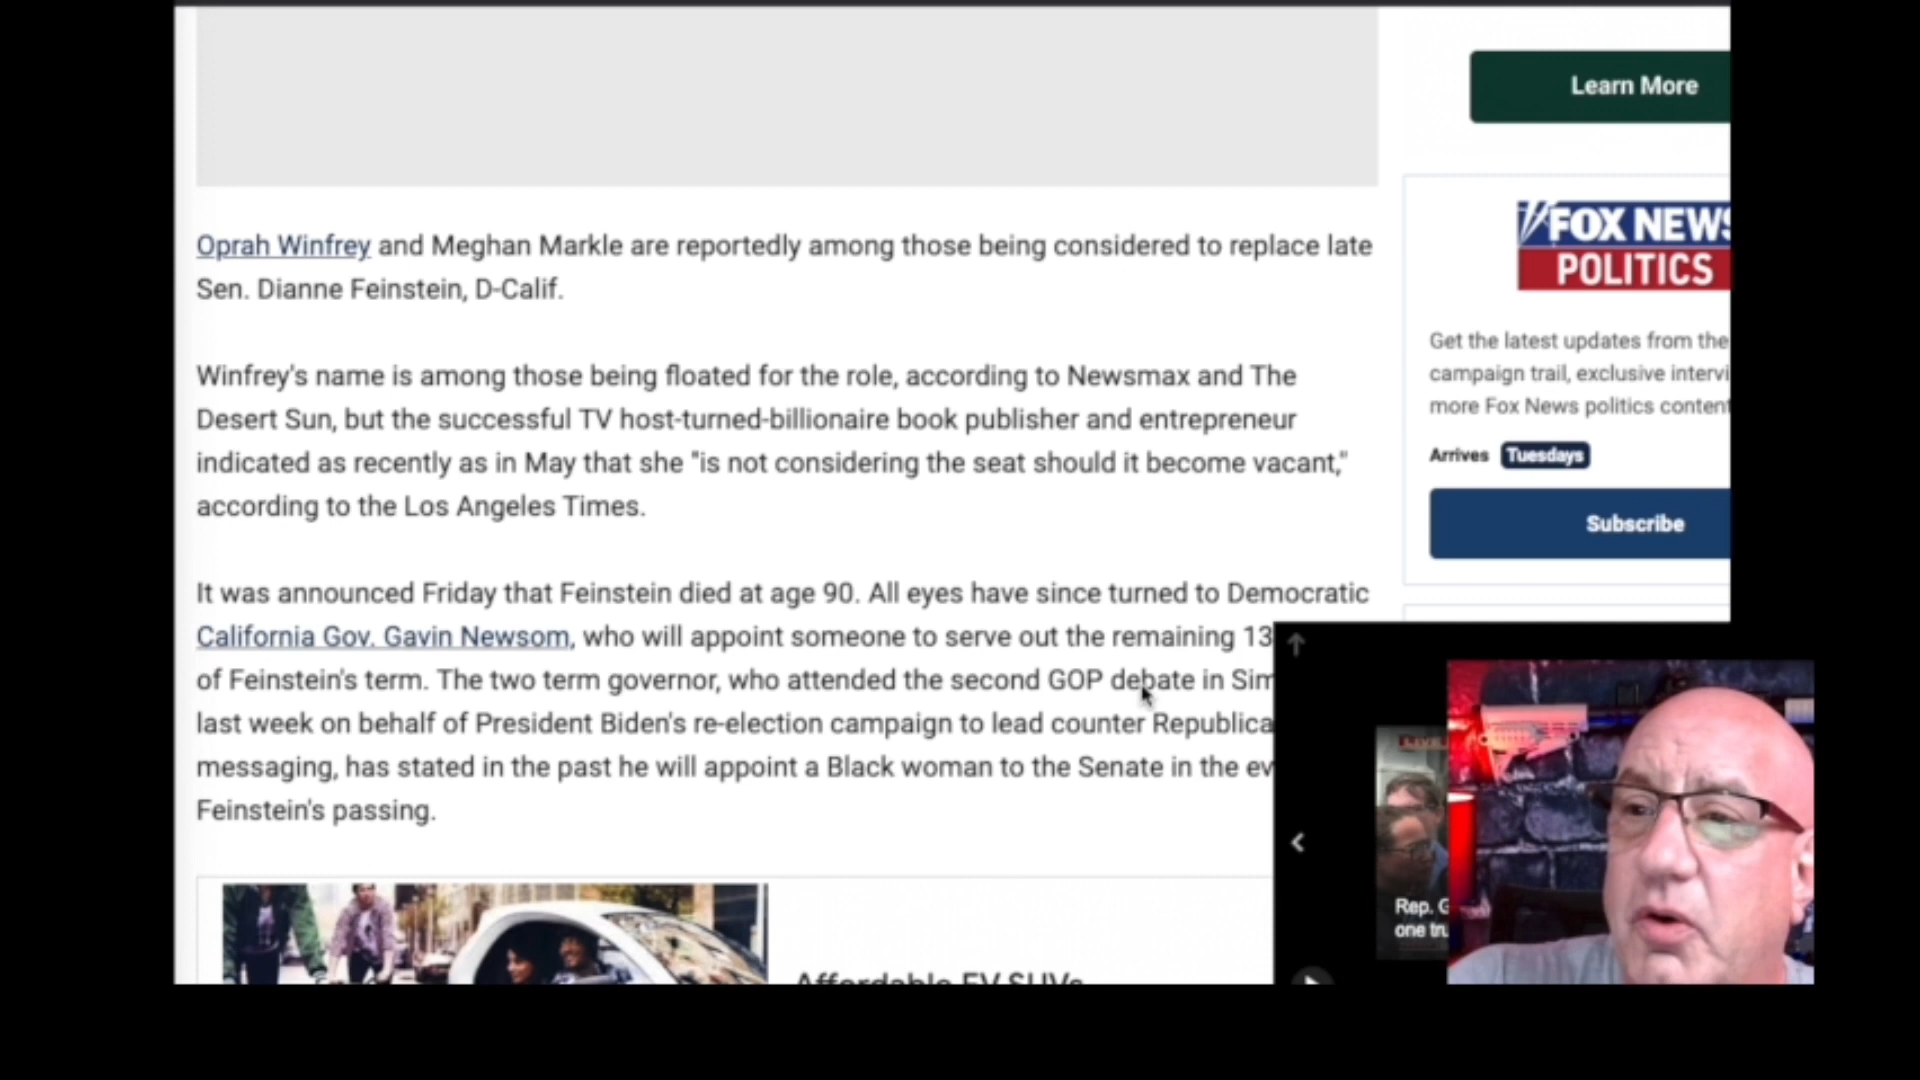 Learn More
Oprah Winfrey and Meghan Markle are reportedly among those being considered to replace late
Sen. Dianne Feinstein, D-Calif.
Winfrey's name is among those being floated for the role, according to Newsmax and The
Desert Sun, but the successful TV host-turned-billionaire book publisher and entrepreneur
indicated as recently as in May that she "is not considering the seat should it become vacant,"
according to the Los Angeles Times.
It was announced Friday that Feinstein died at age 90. All eyes have since turned to Democratic
California Gov. Gavin Newsom, who will appoint someone to serve out the remaining 13
of Feinstein's term. The two term governor, who attended the second GOP debate in
last week on behalf of President Biden's re-election campaign to lead counter
messaging, has stated in the past he will appoint a Black woman to the Senate in the
Feinstein's passing.
FOX NEWS
POLITICS
Get the latest updates from the
campaign trail, exclusive
more Fox News politics content
Arrives Tuesdays
Subscribe
LIVE
Rep.
one
Affordable EV SUVs